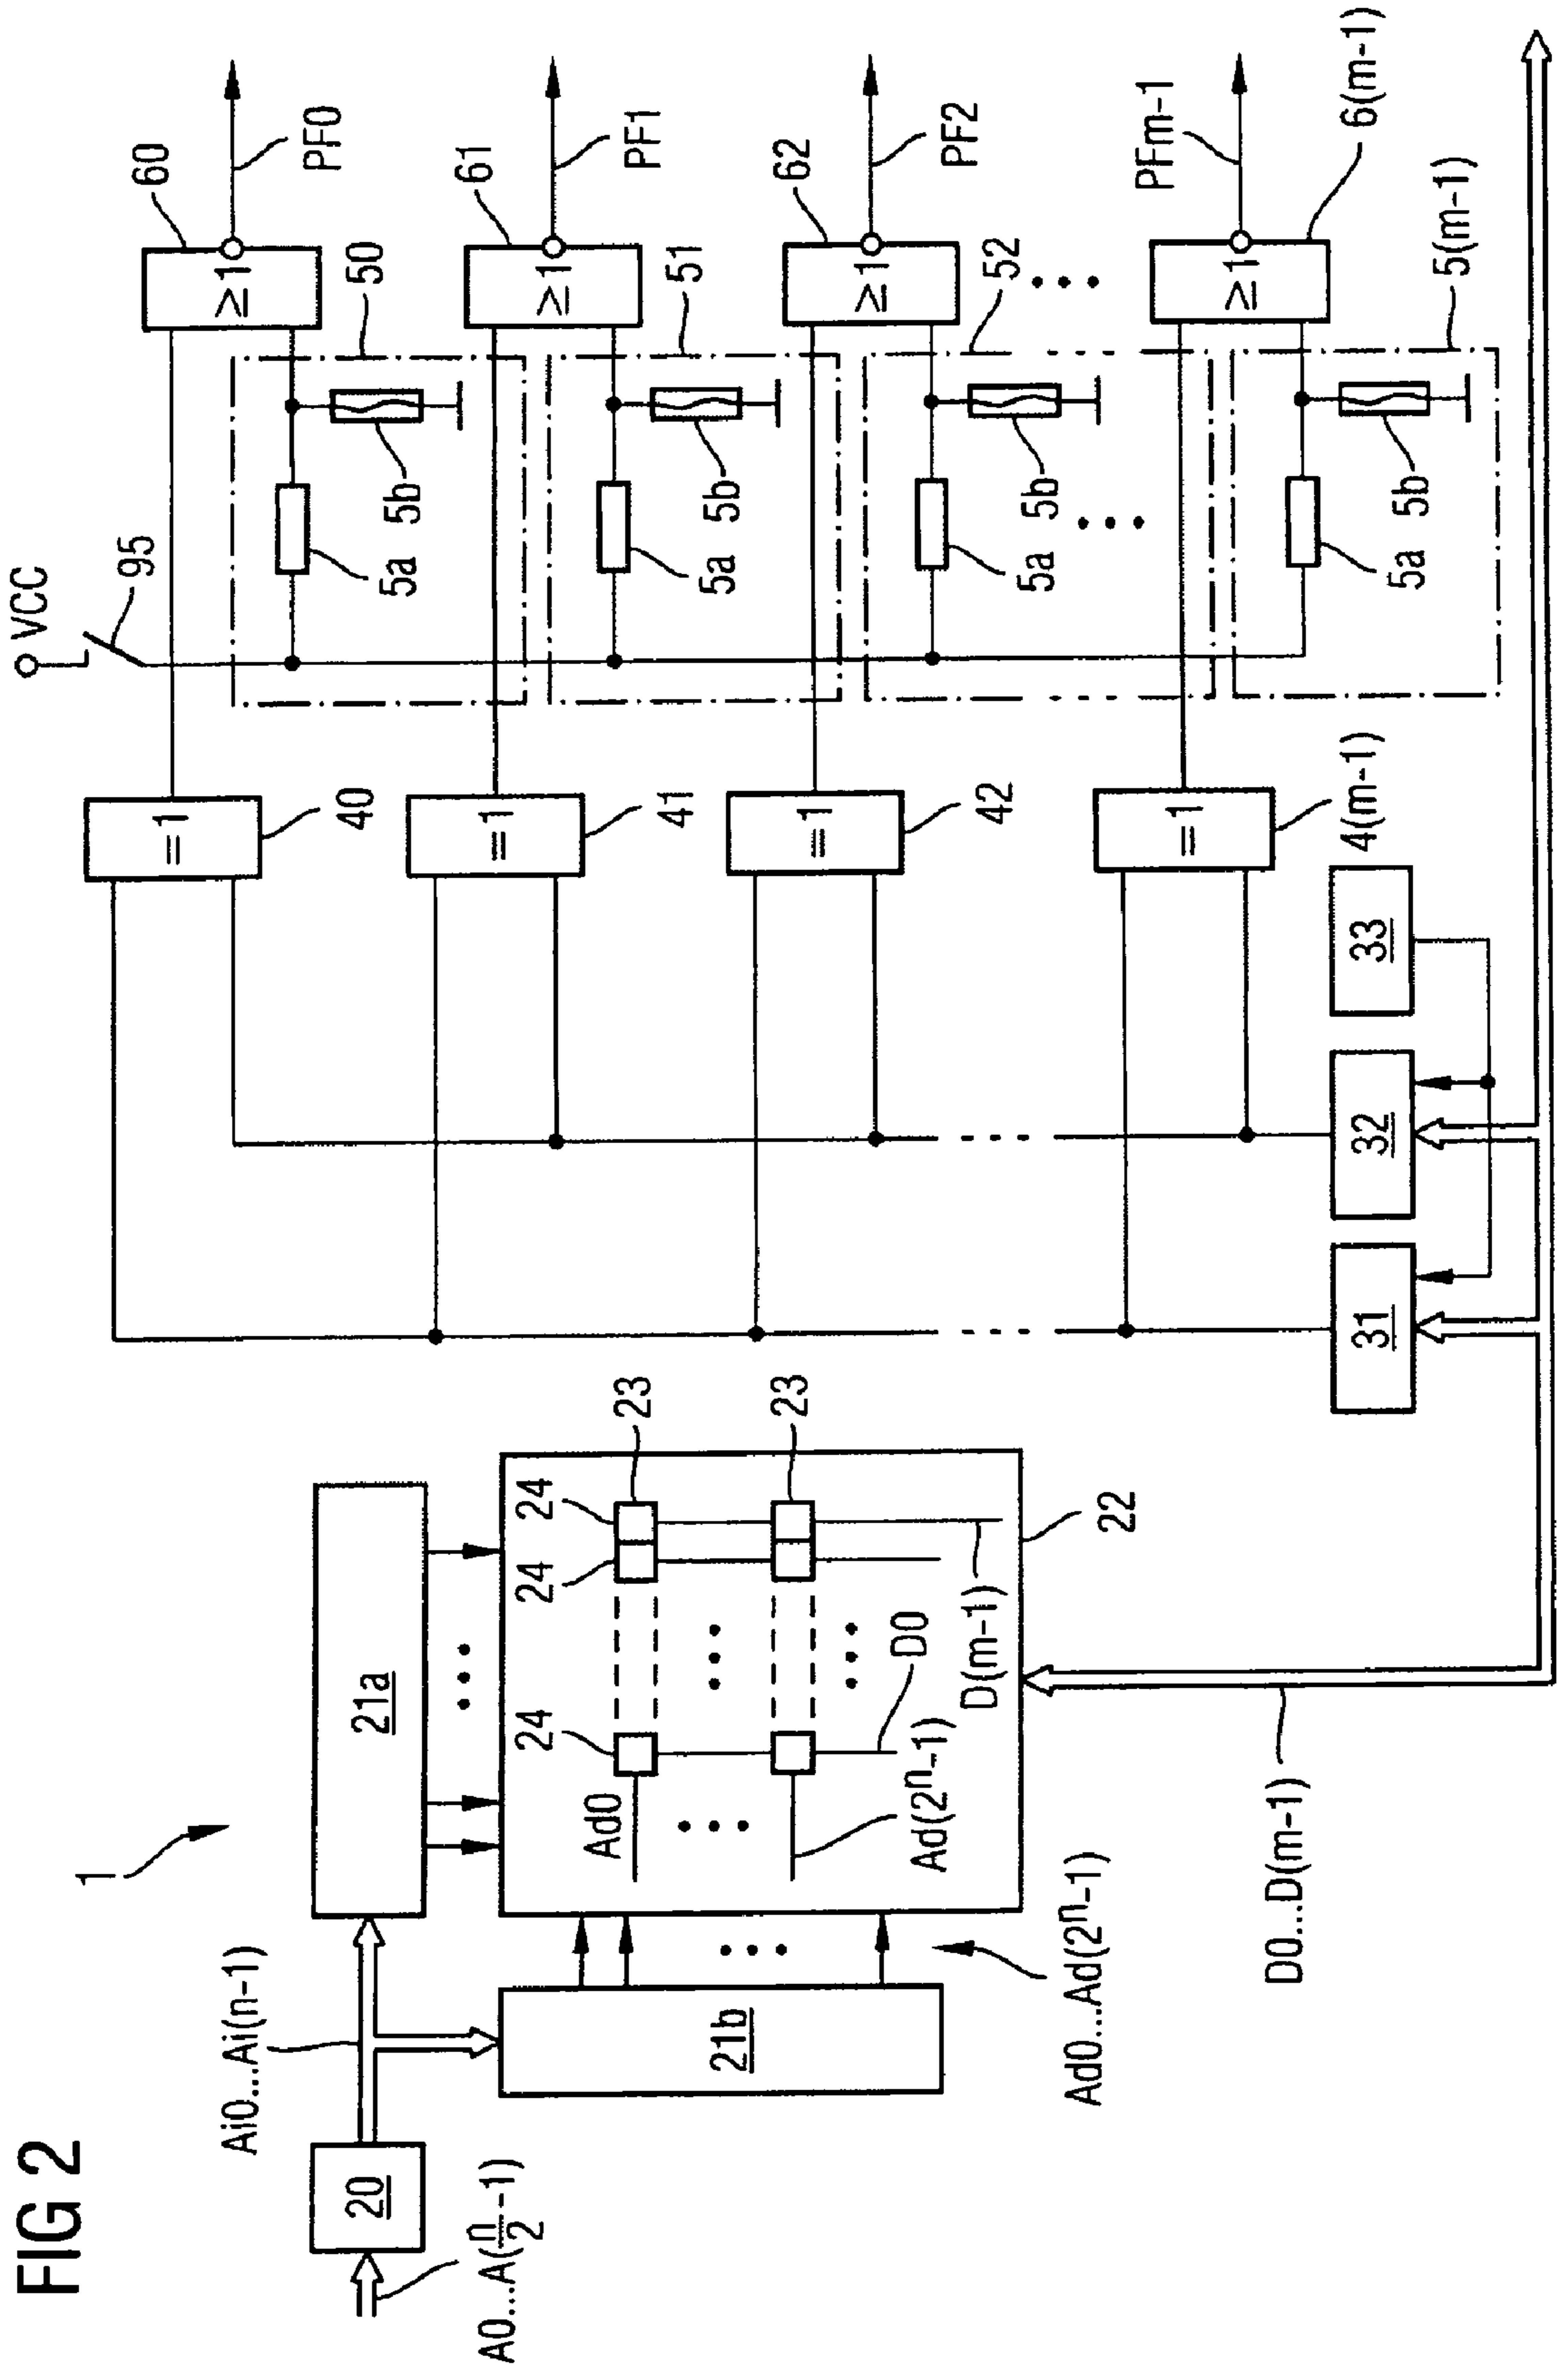 FIG 2
1
A0...A(n/2-1)
20
Ai0...Ai(n-1)
21a
21b
Ad0...Ad(2ⁿ-1)
22
23
23
24
24
24
Ad0
Ad(2ⁿ-1)
D0
D(m-1)
D0...D(m-1)
31
32
33
=1
40
=1
41
=1
42
=1
4(m-1)
VCC
95
5a
5b
50
5a
5b
51
5a
5b
52
5a
5b
5(m-1)
≥1
60
PF0
≥1
61
PF1
≥1
62
PF2
≥1
6(m-1)
PFm-1